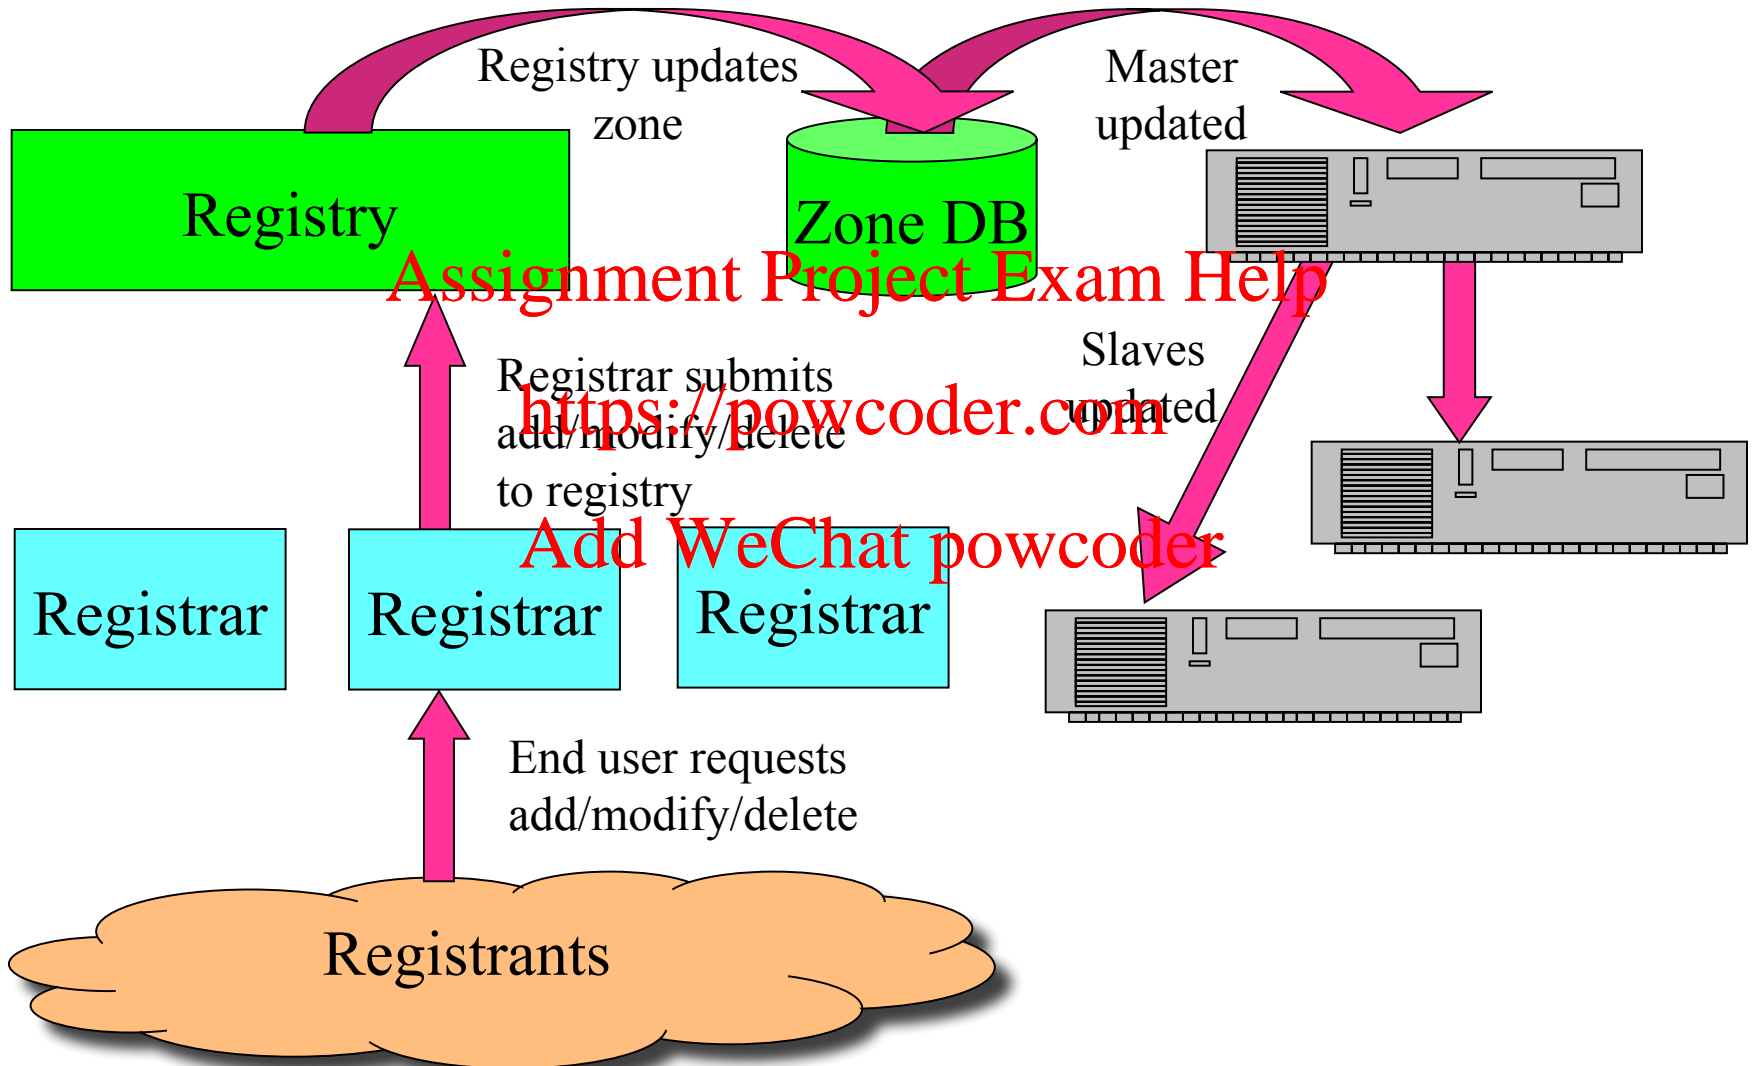 Registry updates
zone
Master
updated
Registry
Zone DB
Assignment Project Exam Help
Slaves
updated
Registrar submits
add/modify/delete
to registry
https://powcoder.com
Add WeChat powcoder
Registrar
Registrar
Registrar
End user requests
add/modify/delete
Registrants